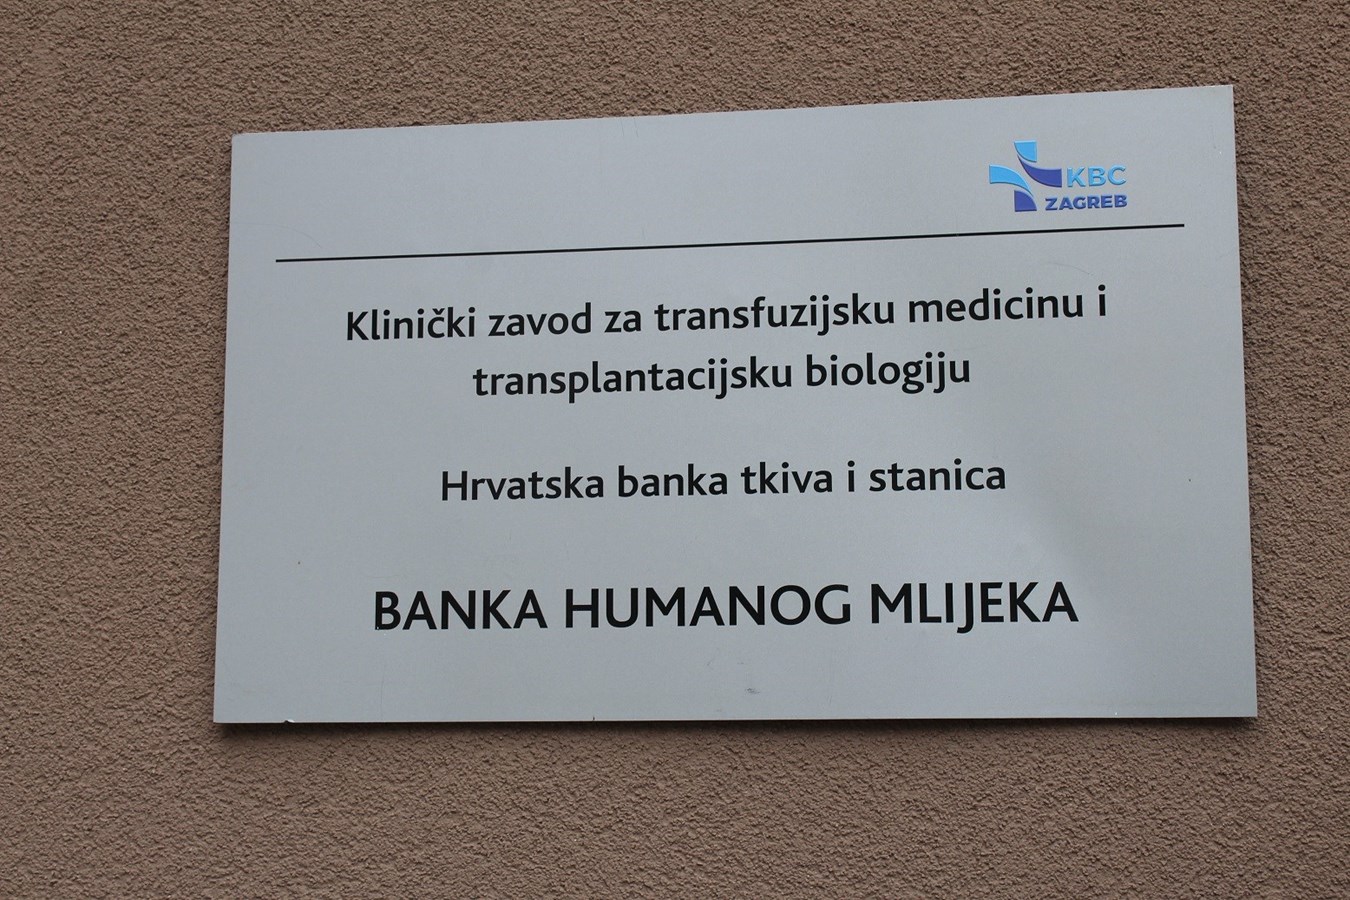 KBC
ZAGREB
Klinički zavod za transfuzijsku medicinu i
transplantacijsku biologiju
Hrvatska banka tkiva i stanica
BANKA HUMANOG MLIJEKA